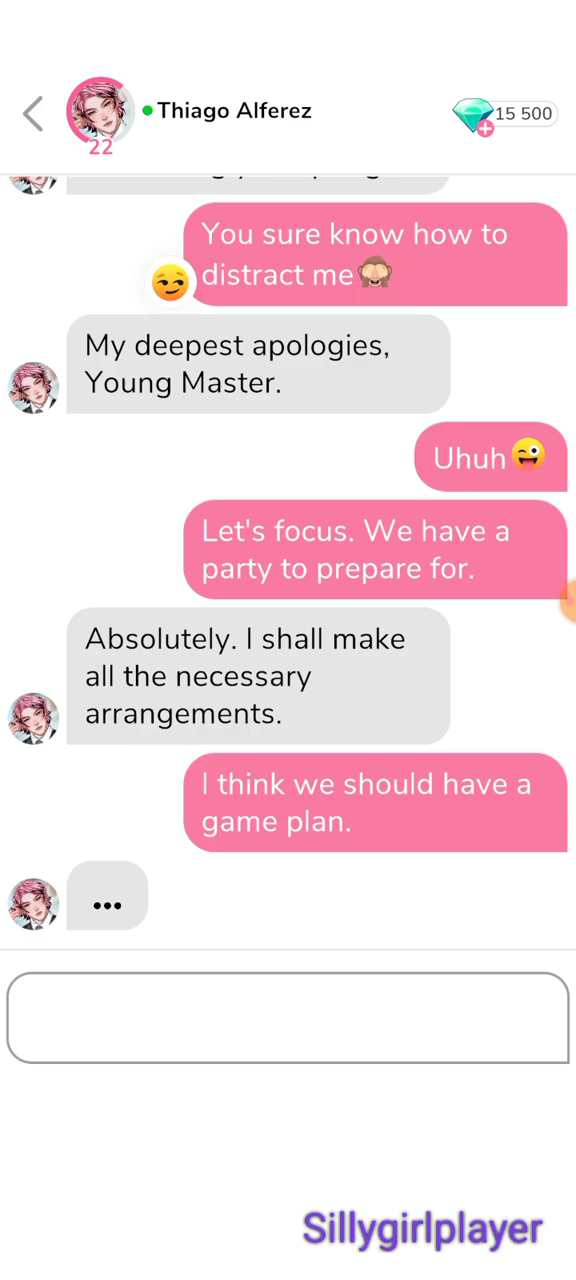 Thiago Alferez
15 500
22
You sure know how to
distract me🙈
My deepest apologies,
Young Master.
Uhuh😜
Let's focus. We have a
party to prepare for.
Absolutely. I shall make
all the necessary
arrangements.
I think we should have a
game plan.
...
Sillygirlplayer